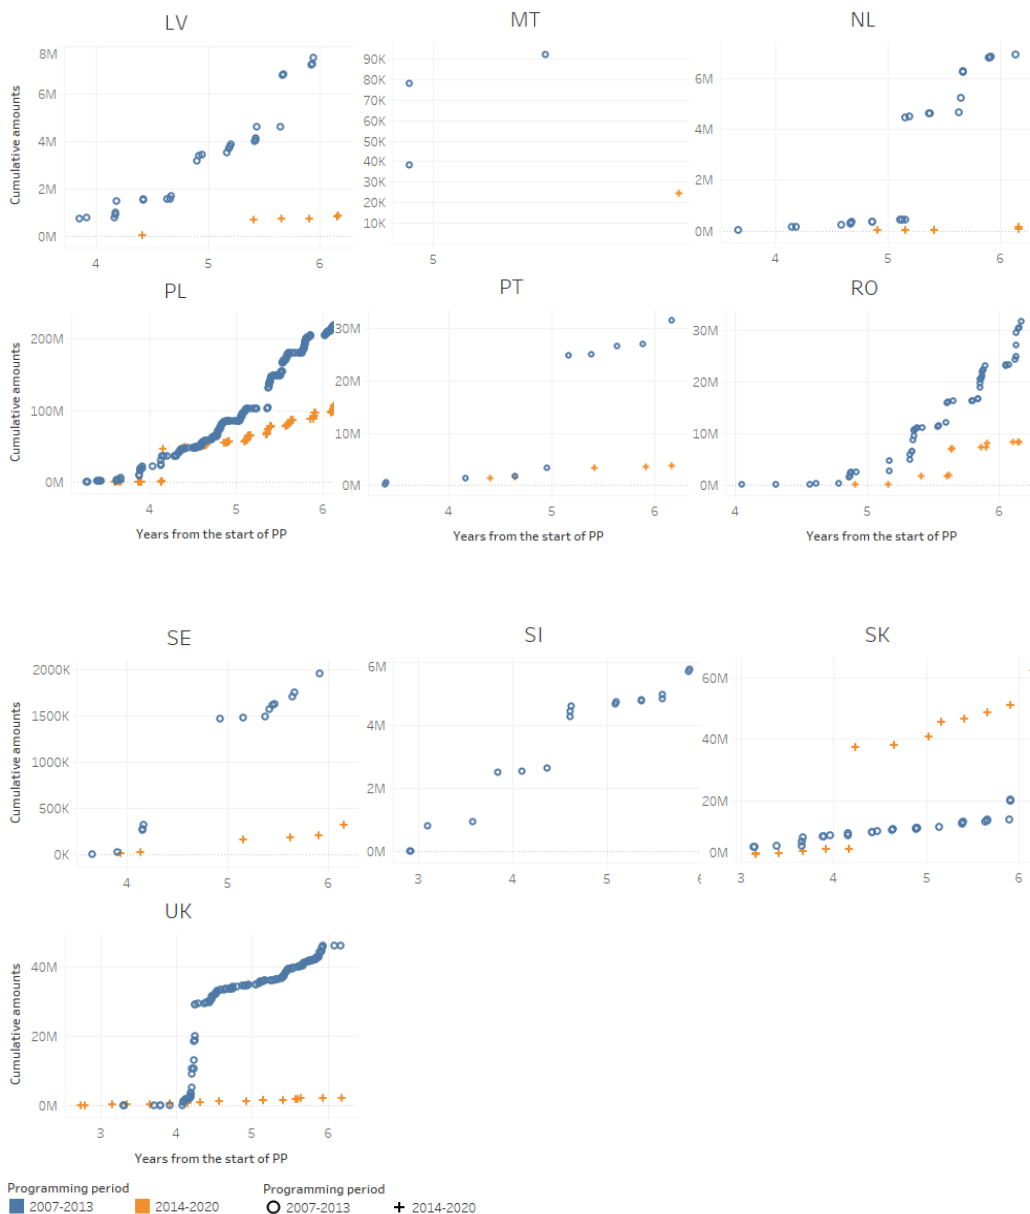 LV
MT
NL
Cumulative amounts
8M
6M
4M
2M
0M
4
5
6
90K
80K
70K
60K
50K
40K
30K
20K
10K
5
6M
4M
2M
0M
4
5
6
PL
PT
RO
Cumulative amounts
200M
100M
0M
4
5
6
Years from the start of PP
30M
20M
10M
0M
4
5
6
Years from the start of PP
30M
20M
10M
0M
4
5
6
Years from the start of PP
SE
SI
SK
Cumulative amounts
2000K
1500K
1000K
500K
0K
4
5
6
6M
4M
2M
0M
3
4
5
60M
40M
20M
0M
3
4
5
6
UK
Cumulative amounts
40M
20M
0M
3
4
5
6
Years from the start of PP
Programming period
2007-2013
2014-2020
Programming period
2007-2013
2014-2020